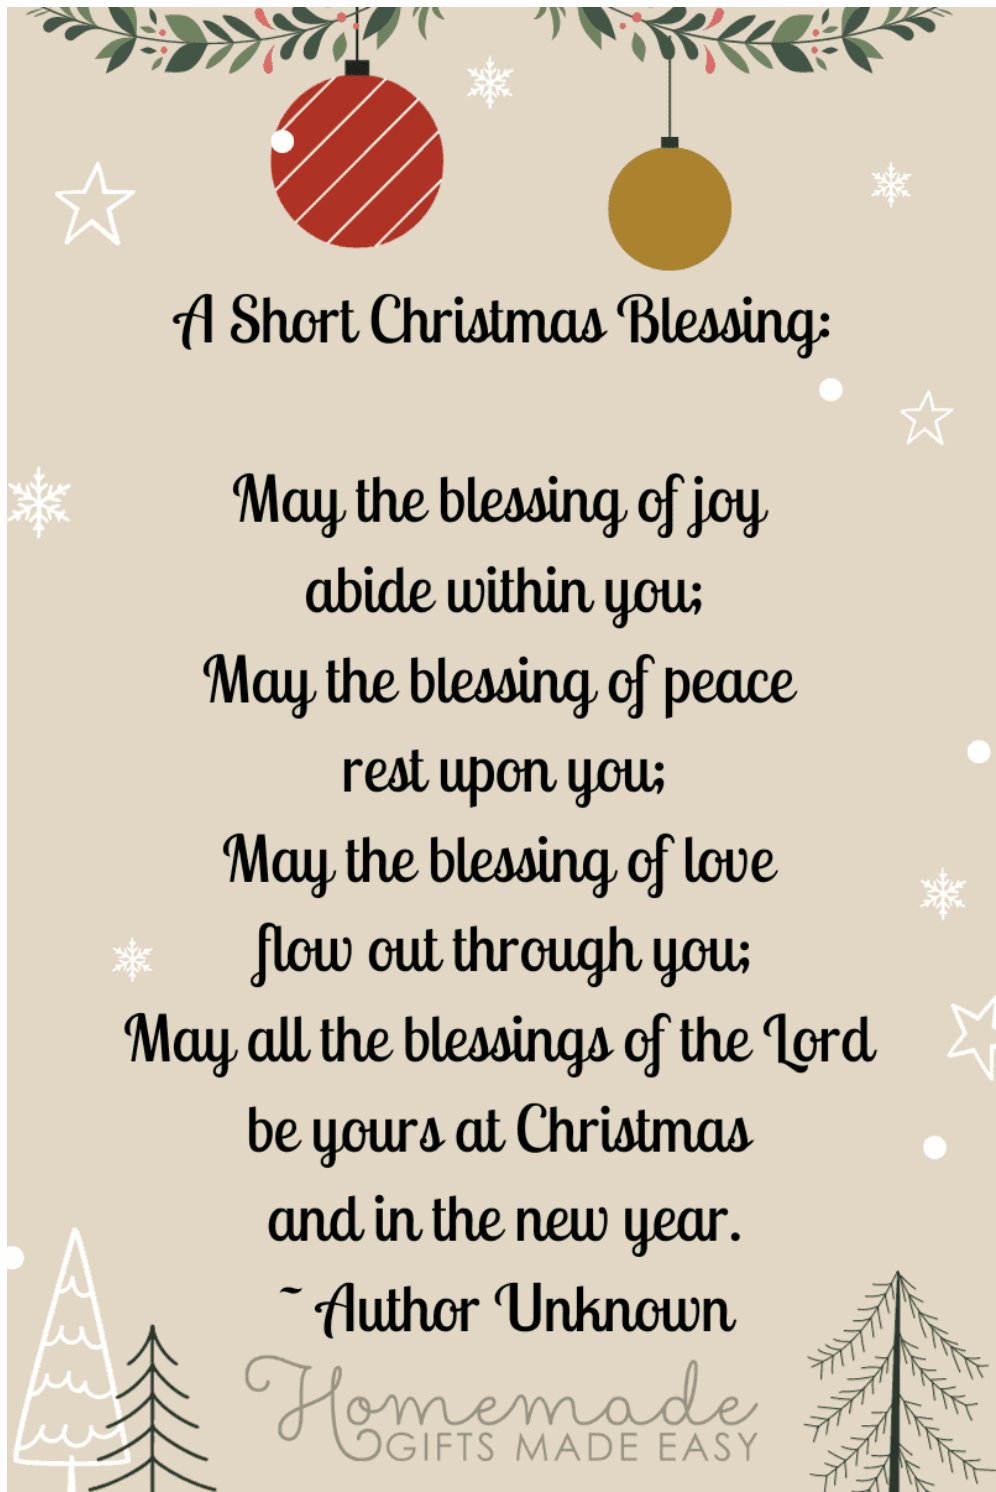 A Short Christmas Blessing:
May the blessing of joy
abide within you;
May the blessing of peace
rest upon you;
May the blessing of love
flow out through you;
May all the blessings of the Lord
be yours at Christmas
and in the new year.
~ Author Unknown
Homemade
GIFTS MADE EASY